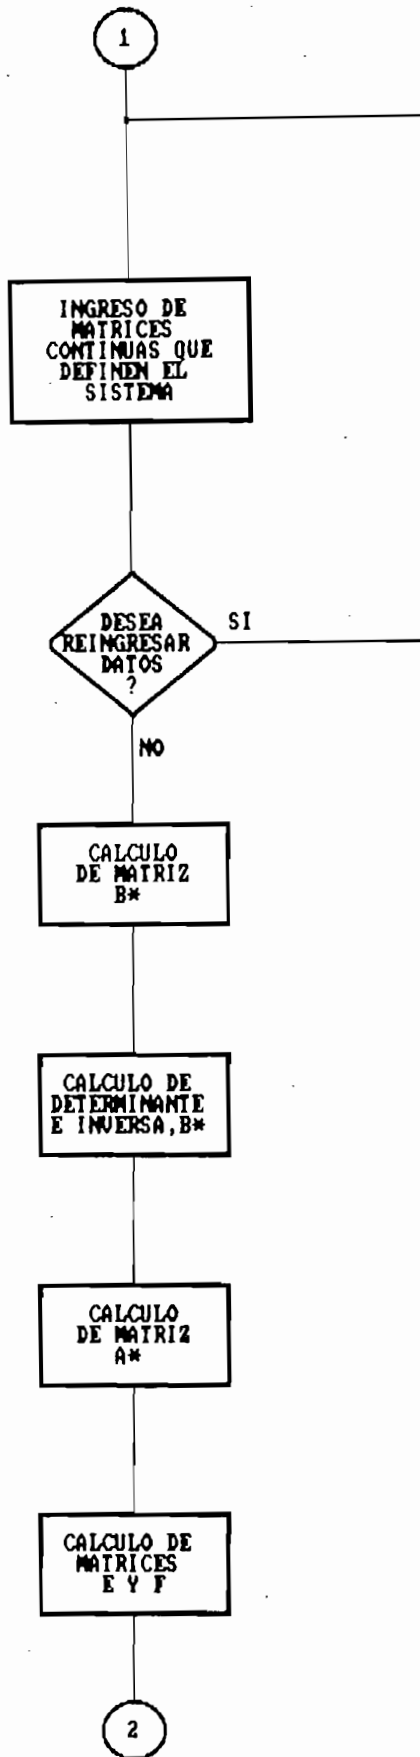 1
INGRESO DE
MATRICES
CONTINUAS QUE
DEFINEN EL
SISTEMA
DESEA
REINGRESAR
DATOS
?
SI
NO
CALCULO
DE MATRIZ
B*
CALCULO DE
DETERMINANTE
E INVERSA,B*
CALCULO
DE MATRIZ
A*
CALCULO DE
MATRICES
E Y F
2